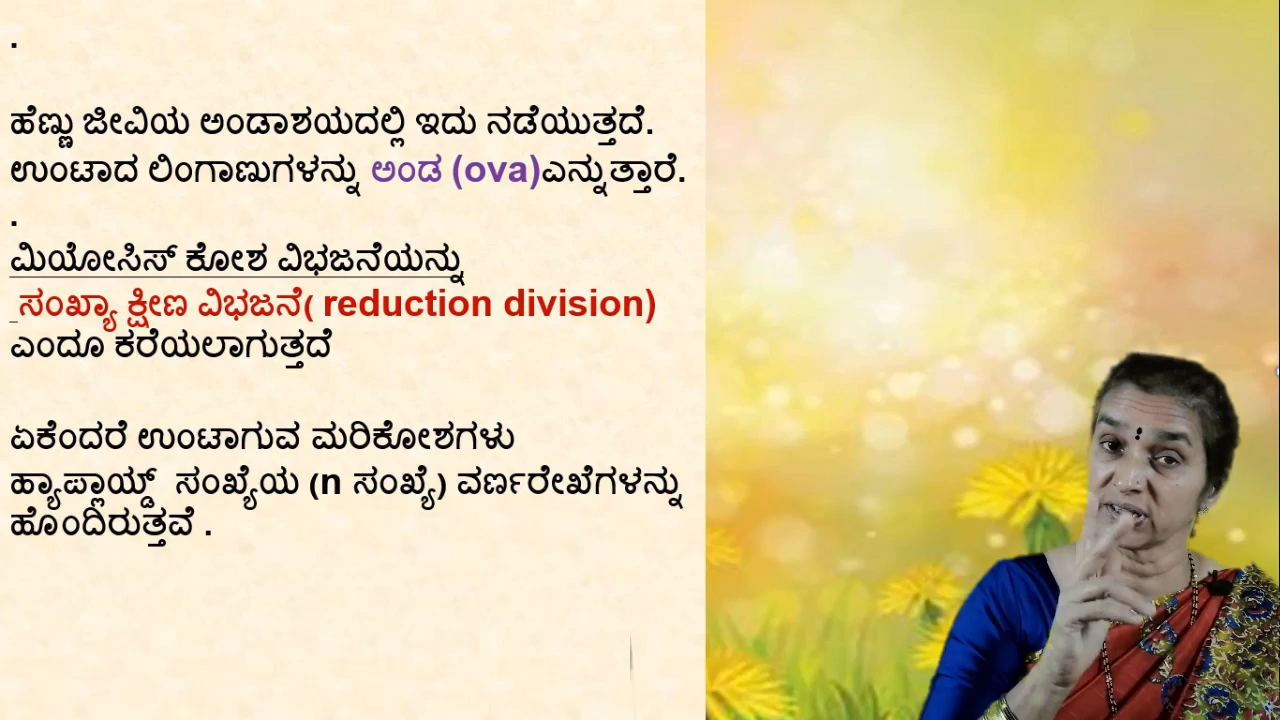 .
ಹೆಣ್ಣು ಜೀವಿಯ ಅಂಡಾಶಯದಲ್ಲಿ ಇದು ನಡೆಯುತ್ತದೆ.
ಉಂಟಾದ ಲಿಂಗಾಣುಗಳನ್ನು ಅಂಡ (ova)ಎನ್ನುತ್ತಾರೆ.
.
ಮಿಯೋಸಿಸ್ ಕೋಶ ವಿಭಜನೆಯನ್ನು
ಸಂಖ್ಯಾ ಕ್ಷೀಣ ವಿಭಜನೆ( reduction division)
ಎಂದೂ ಕರೆಯಲಾಗುತ್ತದೆ
ಏಕೆಂದರೆ ಉಂಟಾಗುವ ಮರಿಕೋಶಗಳು
ಹ್ಯಾಪ್ಲಾಯ್ಡ್ ಸಂಖ್ಯೆಯ (n ಸಂಖ್ಯೆ) ವರ್ಣರೇಖೆಗಳನ್ನು
ಹೊಂದಿರುತ್ತವೆ .